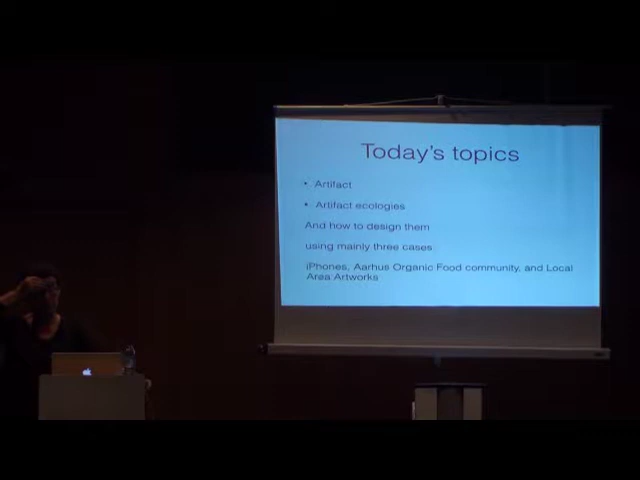 Today's topics
• Artifact
• Artifact ecologies
And how to design them
using mainly three cases
iPhones, Aarhus Organic Food community, and Local
Area Artworks